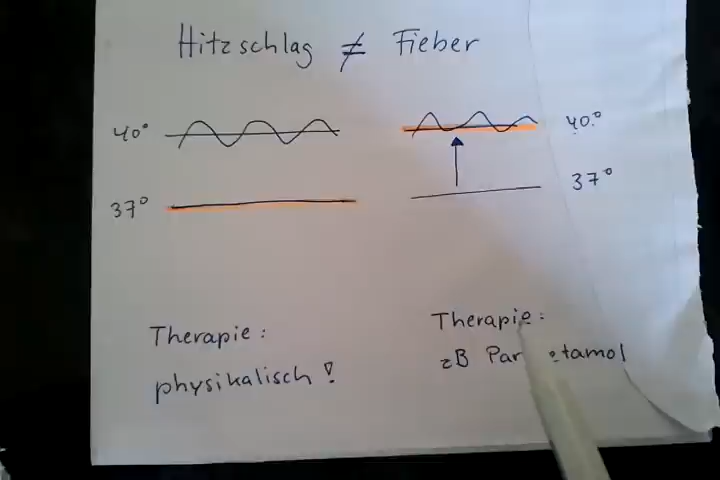 Hitzschlag ≠ Fieber
40°
40°
37°
37°
Therapie:
physikalisch!
Therapie:
zB